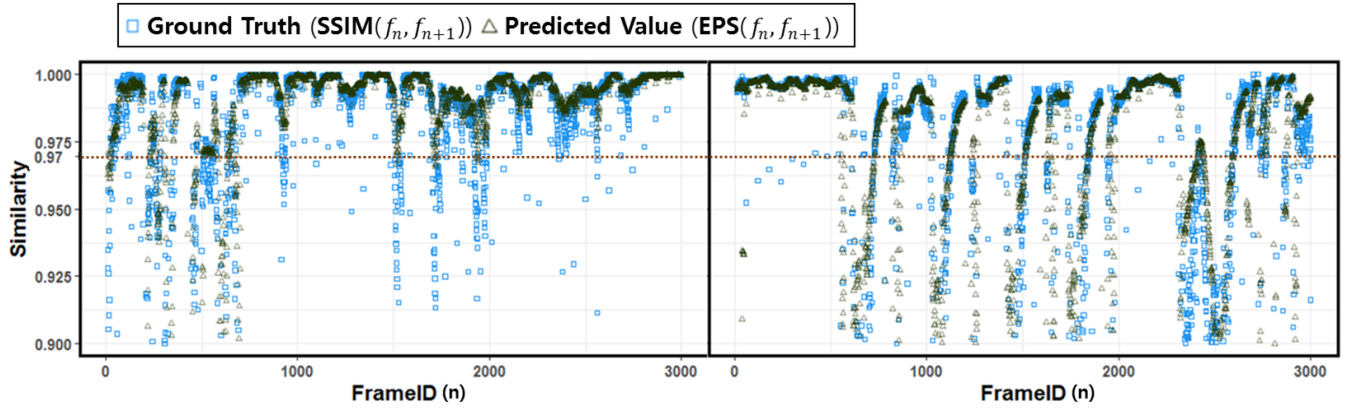 Ground Truth (SSIM(fₙ, fₙ₊₁)) Predicted Value (EPS(fₙ, fₙ₊₁))
Similarity
1.000
0.975
0.97
0.950
0.925
0.900
0 1000 2000 3000 0 1000 2000 3000
FrameID (n) FrameID (n)